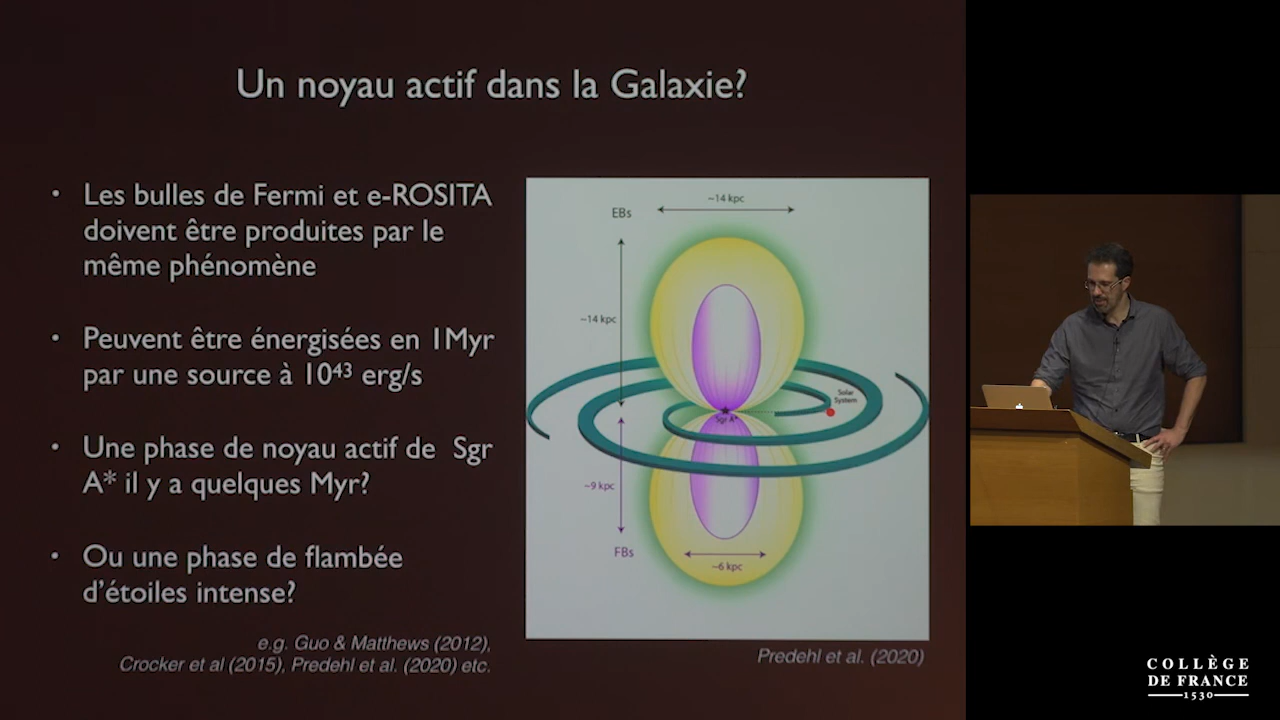 Un noyau actif dans la Galaxie?
• Les bulles de Fermi et e-ROSITA
doivent être produites par le
même phénomène
• Peuvent être énergisées en 1Myr
par une source à 10⁴³ erg/s
• Une phase de noyau actif de Sgr
A* il y a quelques Myr?
• Ou une phase de flambée
d'étoiles intense?
e.g. Guo & Matthews (2012),
Crocker et al (2015), Predehl et al. (2020) etc.
~14 kpc
EBs
~14 kpc
Solar
System
Sgr A*
~9 kpc
FBs
~6 kpc
Predehl et al. (2020)
COLLÈGE
DE FRANCE
1530